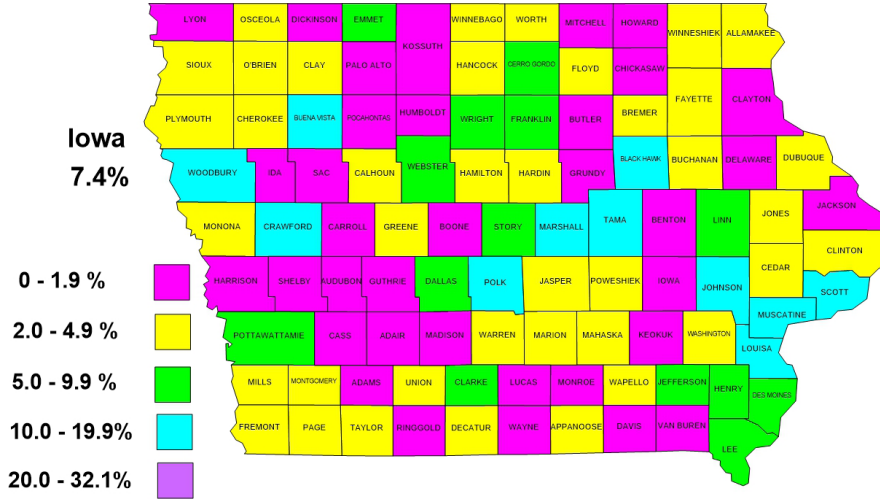 LYON OSCEOLA DICKINSON EMMET KOSSUTH WINNEBAGO WORTH MITCHELL HOWARD WINNESHIEK ALLAMAKEE
SIOUX O'BRIEN CLAY PALO ALTO HANCOCK CERRO GORDO FLOYD CHICKASAW
PLYMOUTH CHEROKEE BUENA VISTA POCAHONTAS HUMBOLDT WRIGHT FRANKLIN BUTLER BREMER FAYETTE CLAYTON
Iowa
7.4%
WOODBURY IDA SAC CALHOUN WEBSTER HAMILTON HARDIN GRUNDY BLACK HAWK BUCHANAN DELAWARE DUBUQUE
MONONA CRAWFORD CARROLL GREENE BOONE STORY MARSHALL TAMA BENTON LINN JONES JACKSON
CLINTON
0 - 1.9 %
HARRISON SHELBY AUDUBON GUTHRIE DALLAS POLK JASPER POWESHIEK IOWA JOHNSON CEDAR SCOTT
MUSCATINE
2.0 - 4.9 %
POTTAWATTAMIE CASS ADAIR MADISON WARREN MARION MAHASKA KEOKUK WASHINGTON LOUISA
5.0 - 9.9 %
MILLS MONTGOMERY ADAMS UNION CLARKE LUCAS MONROE WAPELLO JEFFERSON HENRY DES MOINES
10.0 - 19.9%
FREMONT PAGE TAYLOR RINGGOLD DECATUR WAYNE APPANOOSE DAVIS VAN BUREN LEE
20.0 - 32.1%